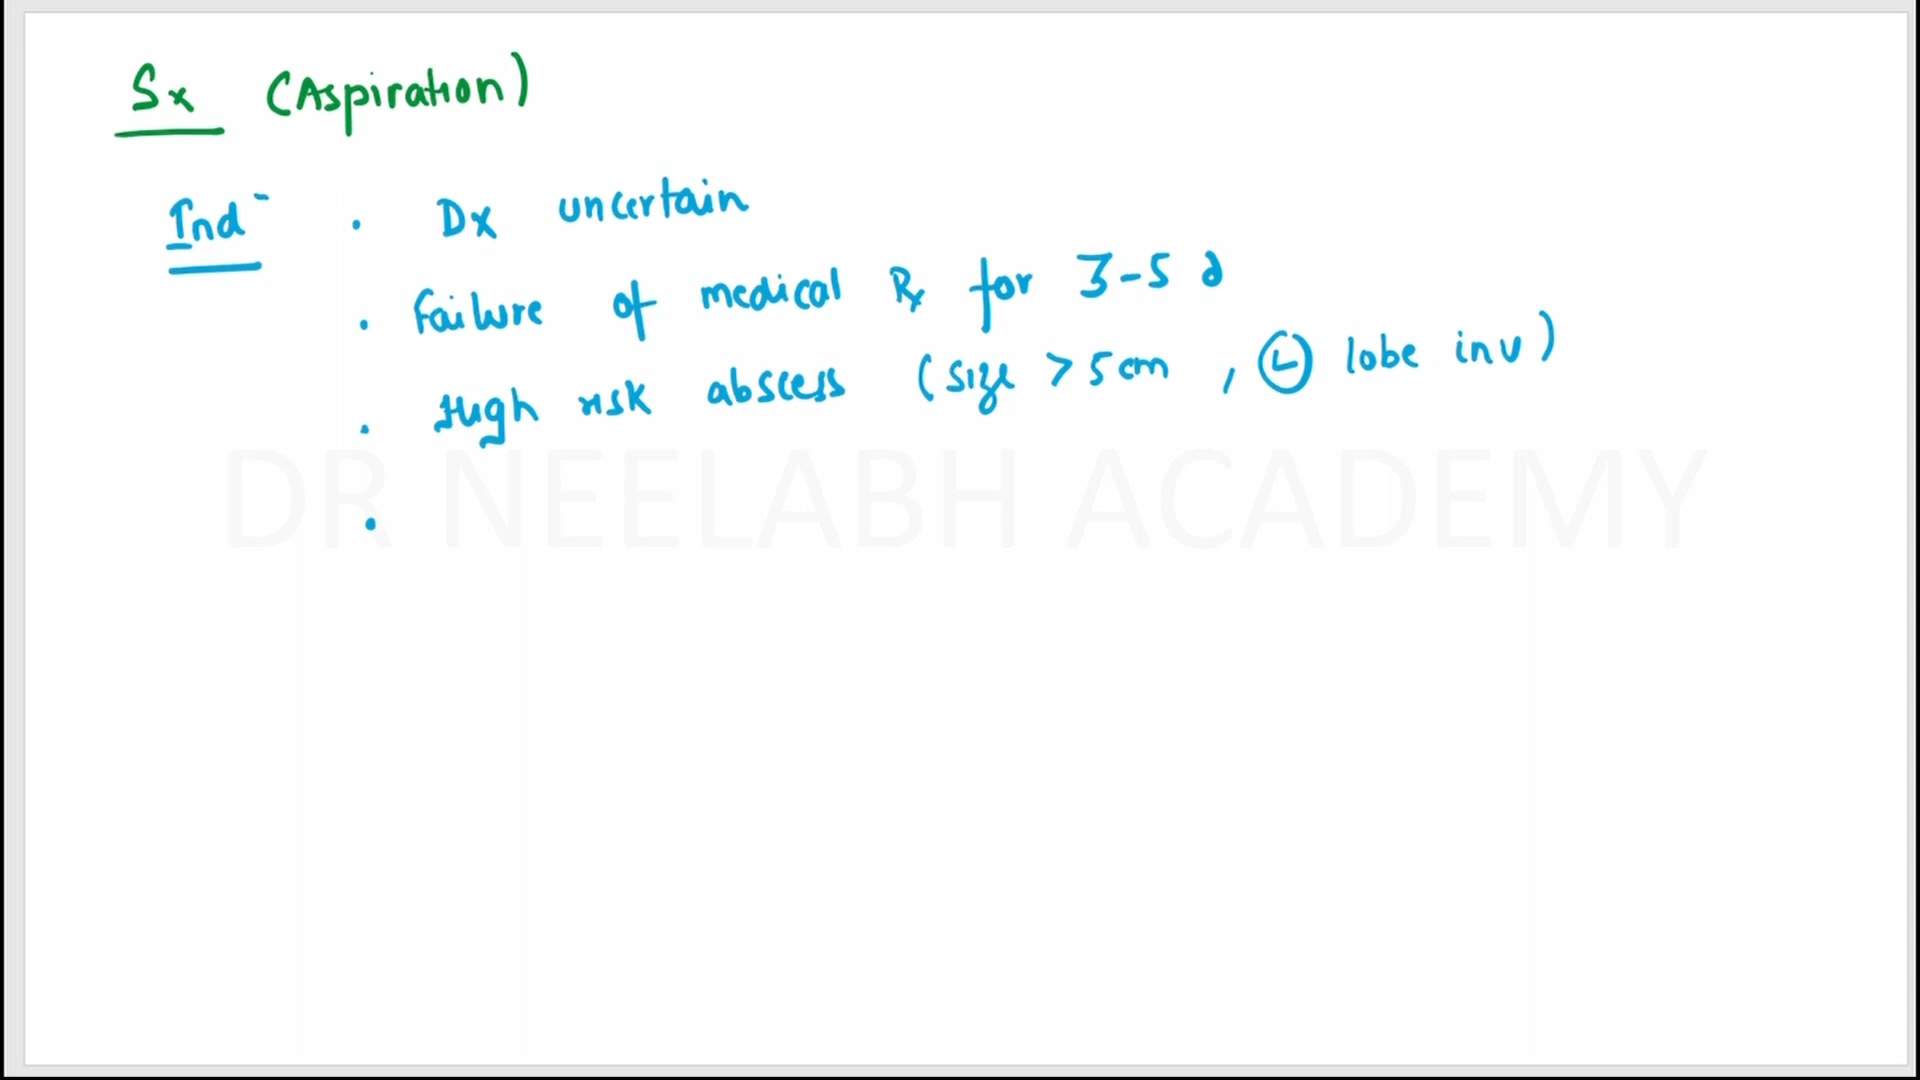 Sx (Aspiration)
Ind - • Dx uncertain
• Failure of medical Rx for 3-5 d
• High risk abscess (size > 5 cm , L lobe inv)
DR NEELABH ACADEMY
•